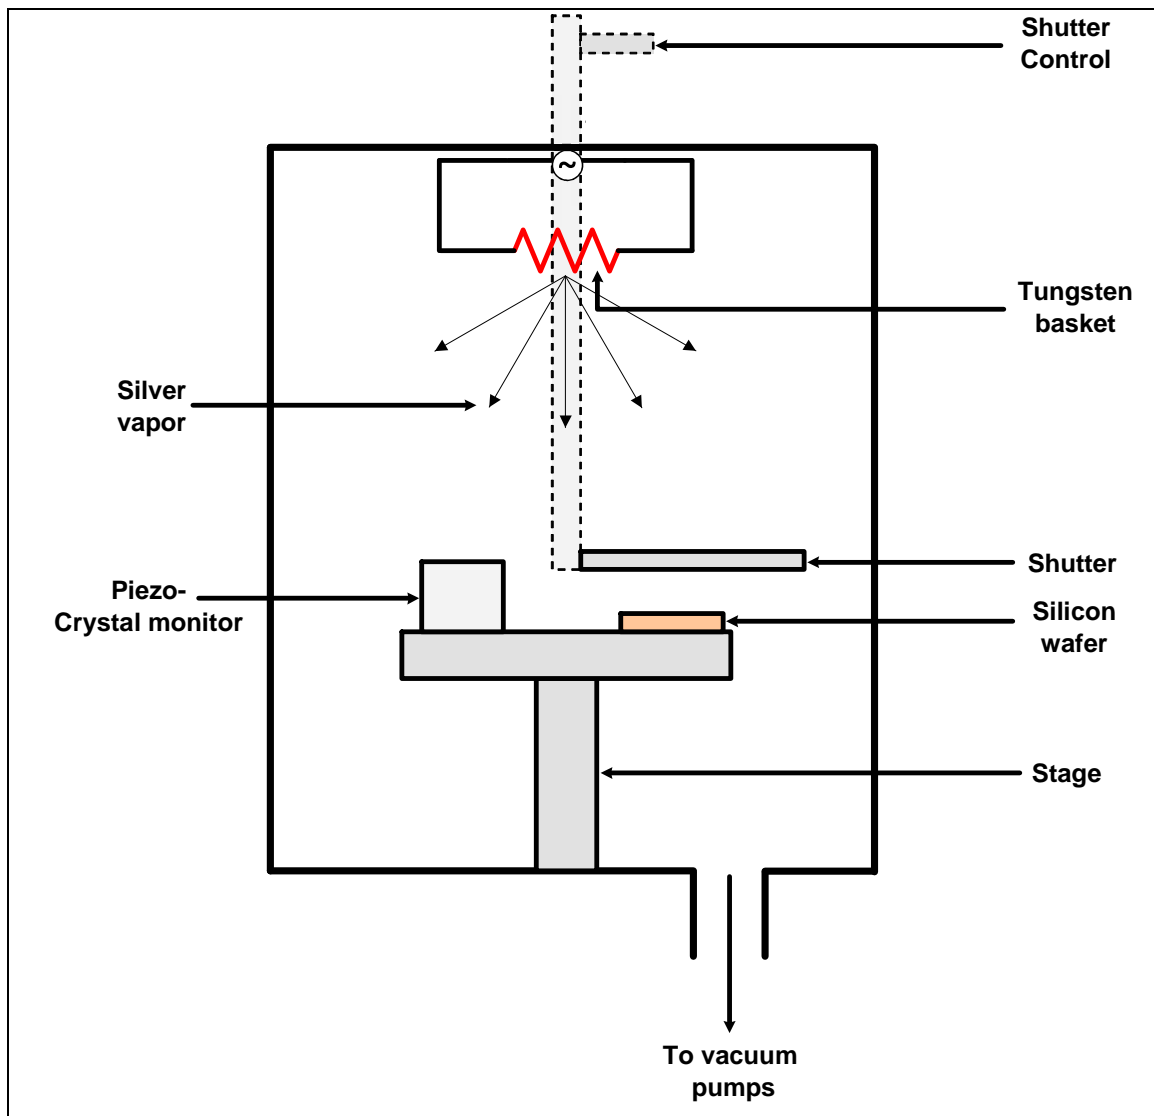 Shutter
Control
~
Tungsten
basket
Silver
vapor
Shutter
Piezo-
Crystal monitor
Silicon
wafer
Stage
To vacuum
pumps